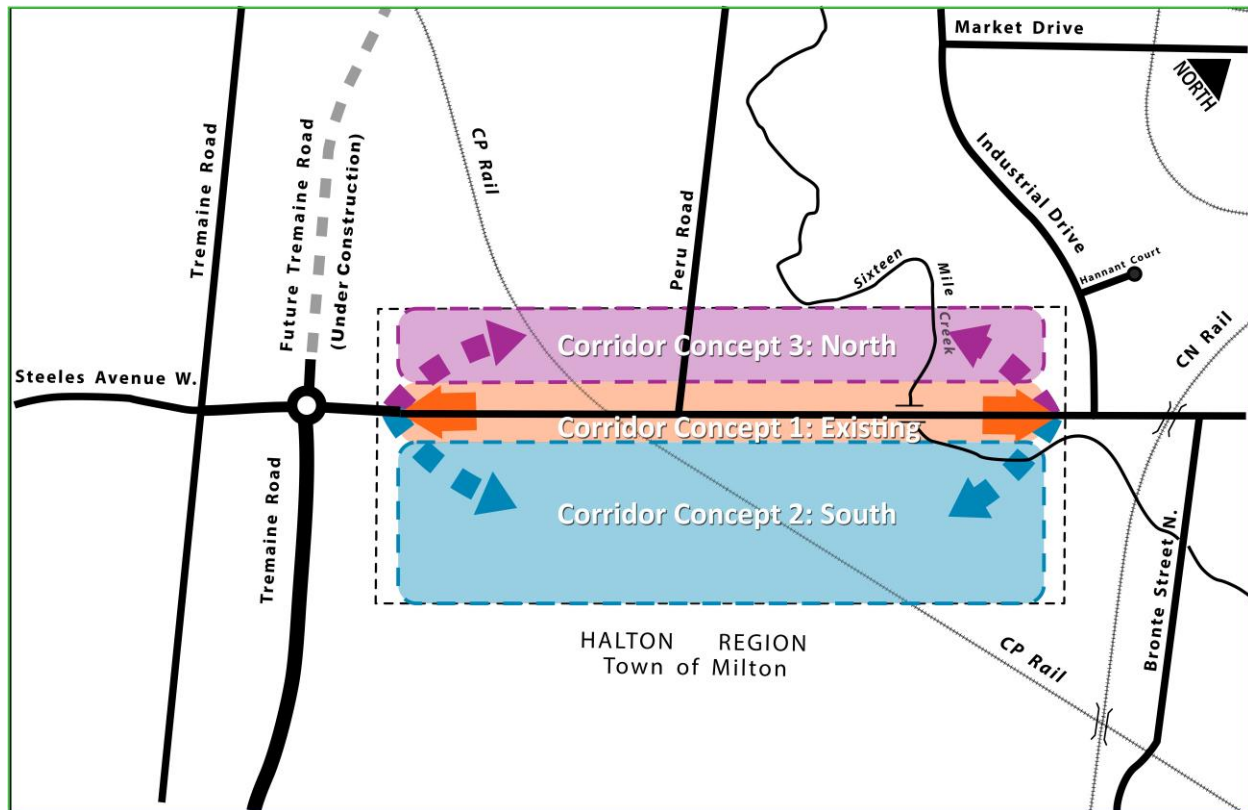 Market Drive
NORTH
Tremaine Road
Future Tremaine Road
(Under Construction)
CP Rail
Peru Road
Industrial Drive
Hannant Court
Sixteen
Mile Creek
CN Rail
Steeles Avenue W.
Corridor Concept 3: North
Corridor Concept 1: Existing
Corridor Concept 2: South
Tremaine Road
Bronte Street N.
HALTON REGION
Town of Milton
CP Rail